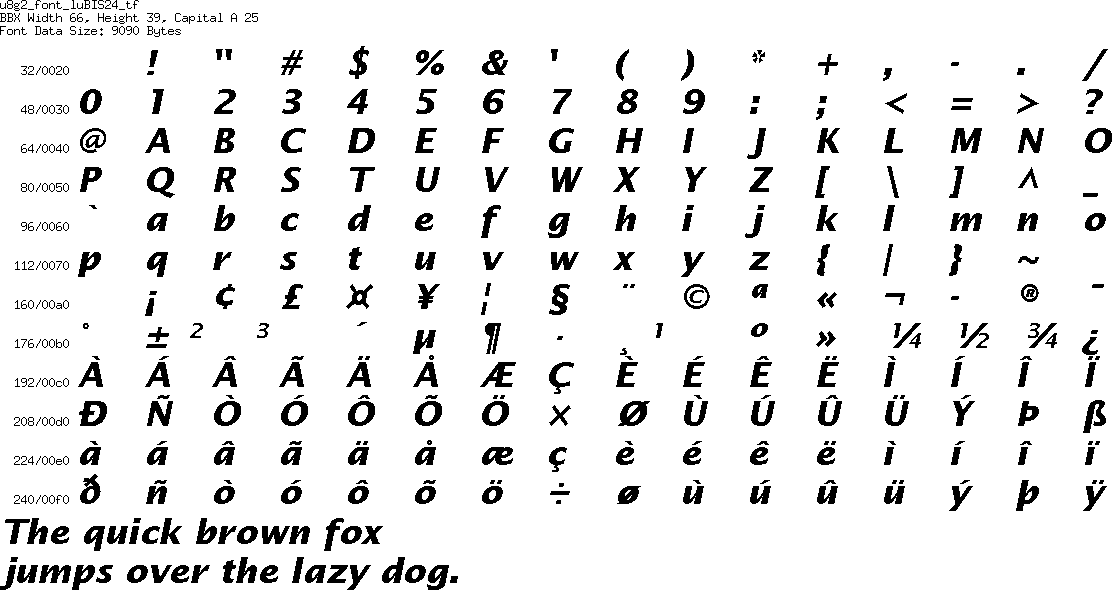 u8g2_font_luBIS24_tf
BBX Width 66, Height 39, Capital A 25
Font Data Size: 9090 Bytes
32/0020 ! " # $ % & ' ( ) * + , - . /
48/0030 0 1 2 3 4 5 6 7 8 9 : ; < = > ?
64/0040 @ A B C D E F G H I J K L M N O
80/0050 P Q R S T U V W X Y Z [ \ ] ^ _
96/0060 ` a b c d e f g h i j k l m n o
112/0070 p q r s t u v w x y z { | } ~
160/00a0 ¡ ¢ £ ¤ ¥ ¦ § ¨ © ª « ¬ - ® ¯
176/00b0 ° ± ² ³ ´ µ ¶ · ¸ ¹ º » ¼ ½ ¾ ¿
192/00c0 À Á Â Ã Ä Å Æ Ç È É Ê Ë Ì Í Î Ï
208/00d0 Ð Ñ Ò Ó Ô Õ Ö × Ø Ù Ú Û Ü Ý Þ ß
224/00e0 à á â ã ä å æ ç è é ê ë ì í î ï
240/00f0 ð ñ ò ó ô õ ö ÷ ø ù ú û ü ý þ ÿ
The quick brown fox
jumps over the lazy dog.